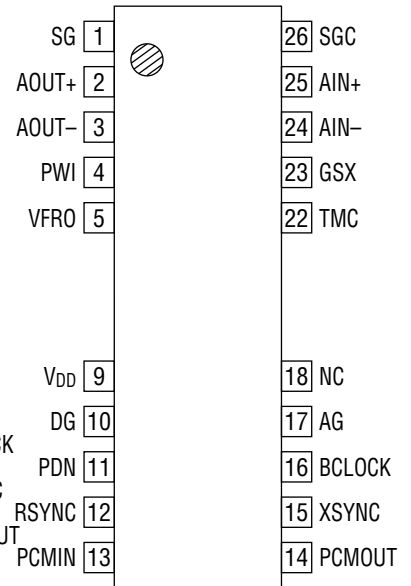 SG 1 26 SGC
AOUT+ 2 25 AIN+
AOUT– 3 24 AIN–
PWI 4 23 GSX
VFRO 5 22 TMC
VDD 9 18 NC
DG 10 17 AG
CK
PDN 11 16 BCLOCK
C
RSYNC 12 15 XSYNC
UT
PCMIN 13 14 PCMOUT